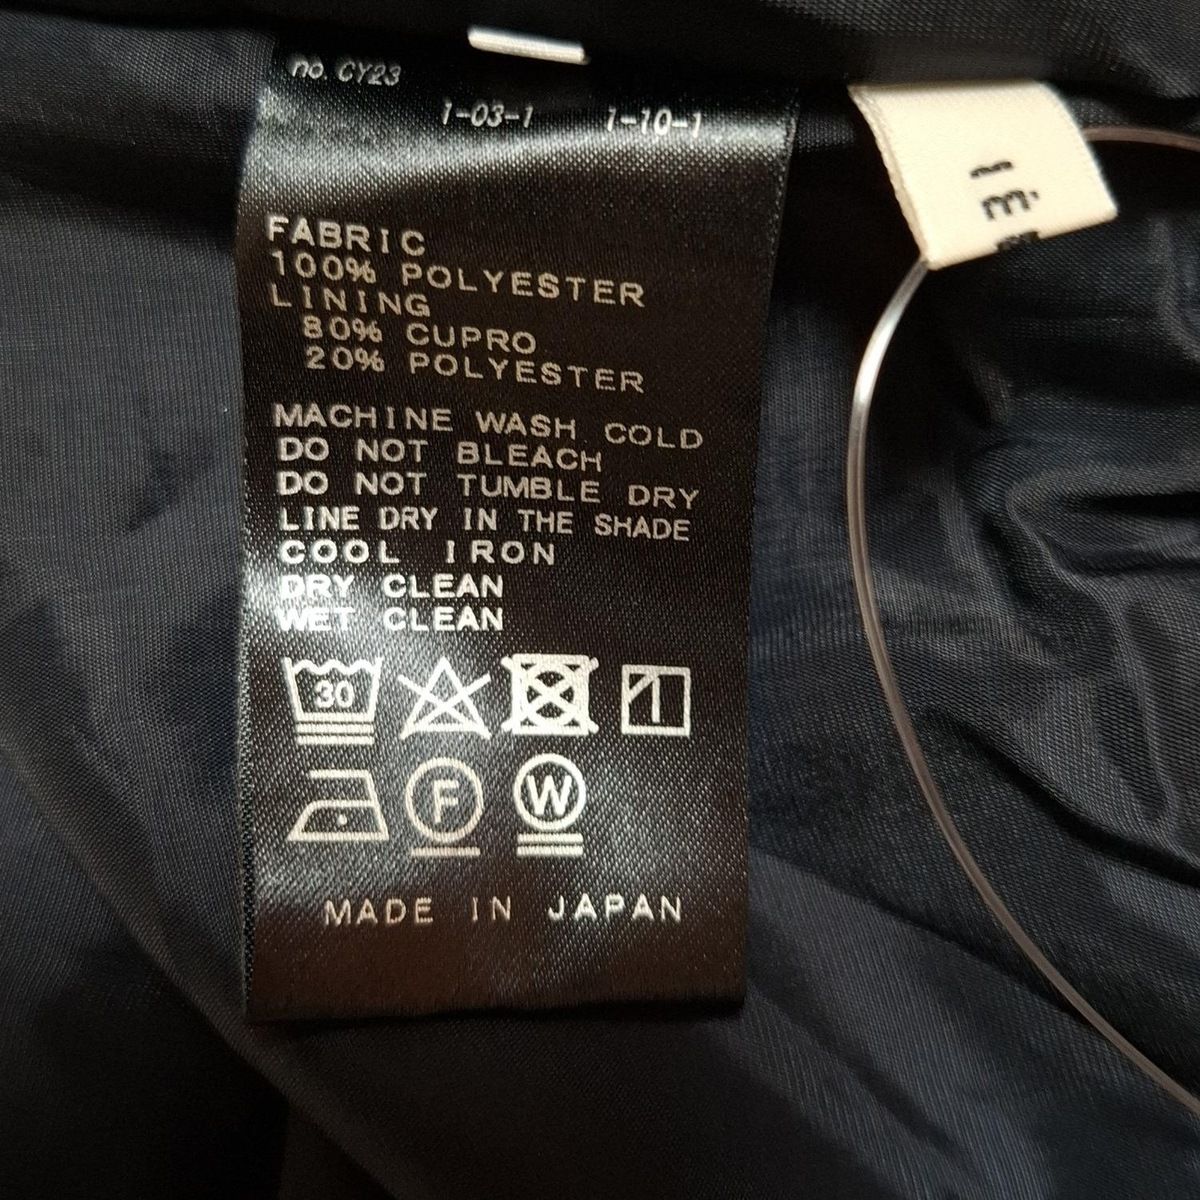 no. CY23
1-03-1 1-10-1
FABRIC
100% POLYESTER
LINING
80% CUPRO
20% POLYESTER
MACHINE WASH COLD
DO NOT BLEACH
DO NOT TUMBLE DRY
LINE DRY IN THE SHADE
COOL IRON
DRY CLEAN
WET CLEAN
30
F W
MADE IN JAPAN